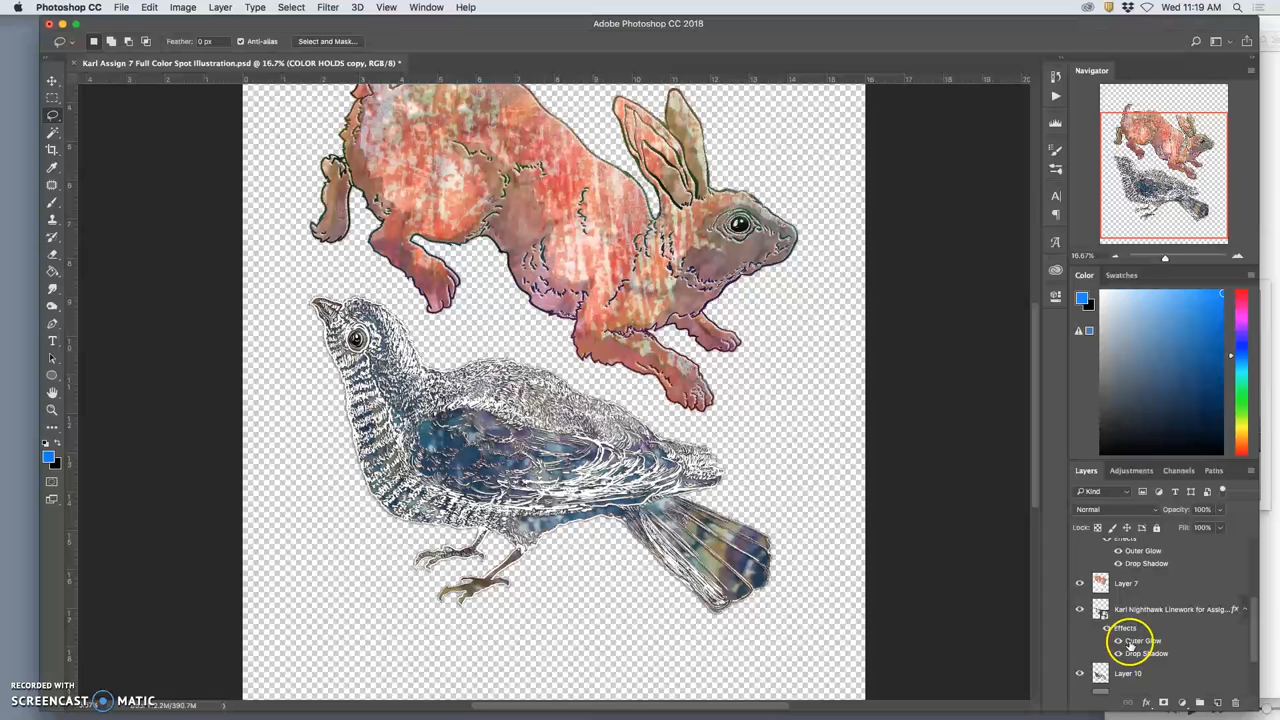 Photoshop CC File Edit Image Layer Type Select Filter 3D View Window Help Wed 11:19 AM
Adobe Photoshop CC 2018
Feather: 0 px Anti-alias Select and Mask...
Karl Assign 7 Full Color Spot Illustration.psd @ 16.7% (COLOR HOLDS copy, RGB/8) *
Navigator
16.67%
Color Swatches
Layers Adjustments Channels Paths
Kind
Normal Opacity: 100%
Lock: Fill: 100%
Effects
Outer Glow
Drop Shadow
Layer 7
Karl Nighthawk Linework for Assig... fx
Effects
Outer Glow
Drop Shadow
Layer 10
RECORDED WITH
SCREENCAST MATIC